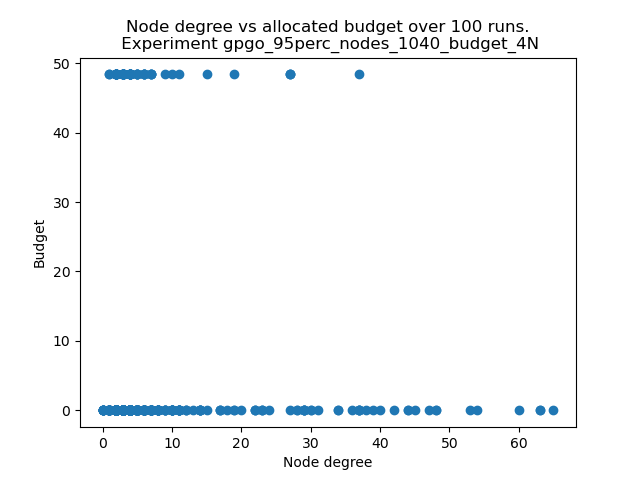 Node degree vs allocated budget over 100 runs.
Experiment gpgo_95perc_nodes_1040_budget_4N
50
40
30
20
10
0
Budget
0 10 20 30 40 50 60
Node degree